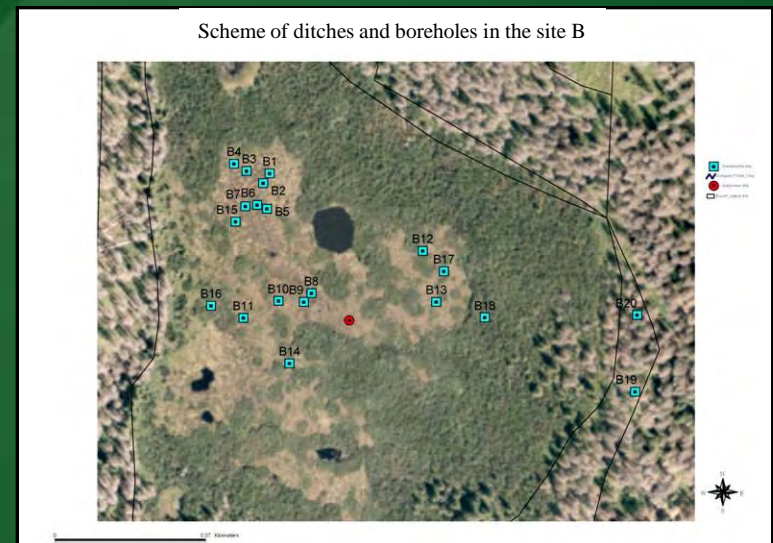 Scheme of ditches and boreholes in the site B
B4
B3 B1
B2
B7 B6
B5
B15
B12
B17
B8
B10 B9
B16
B11
B13
B18
B20
B14
B19
0 0.07 Kilometers
N
W E
S